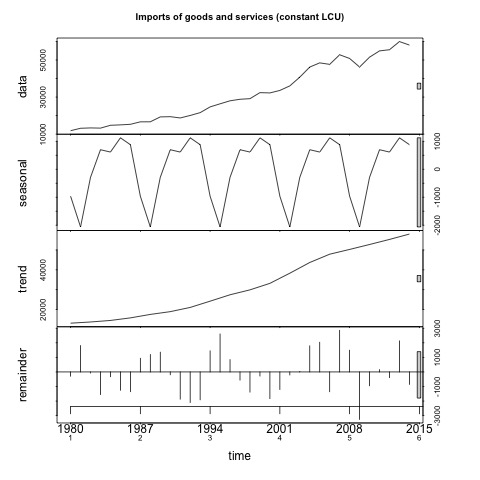 Imports of goods and services (constant LCU)
data
10000 30000 50000
seasonal
-2000 -1000 0 1000
trend
20000 40000
remainder
-3000 -1000 1000 3000
1980 1987 1994 2001 2008 2015
1 2 3 4 5 6
time